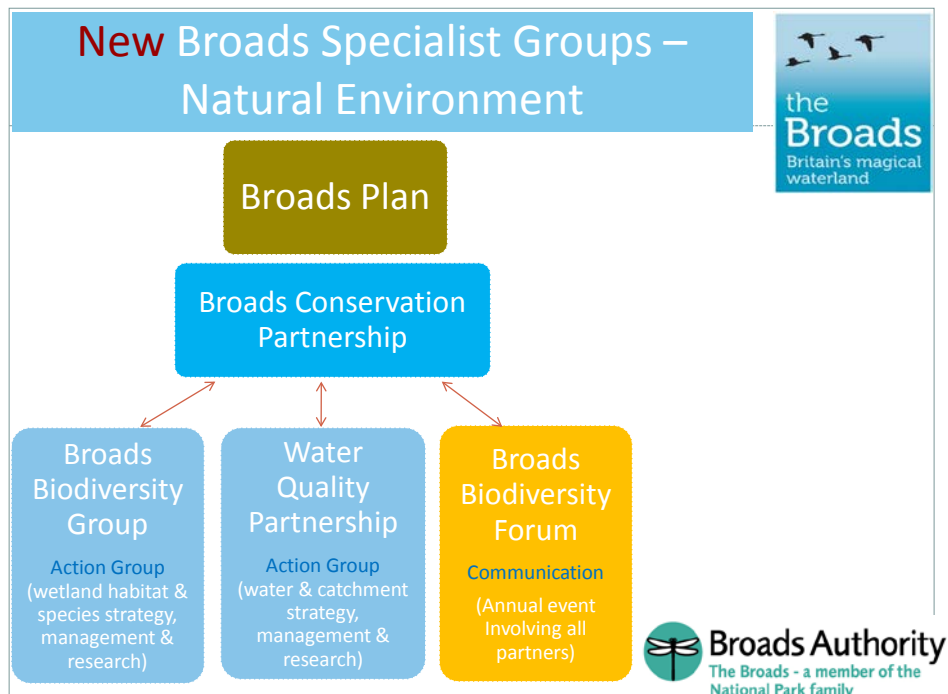 New Broads Specialist Groups –
Natural Environment
the
Broads
Britain's magical
waterland
Broads Plan
Broads Conservation
Partnership
Broads
Biodiversity
Group
Action Group
(wetland habitat &
species strategy,
management &
research)
Water
Quality
Partnership
Action Group
(water & catchment
strategy,
management &
research)
Broads
Biodiversity
Forum
Communication
(Annual event
Involving all
partners)
Broads Authority
The Broads - a member of the
National Park family